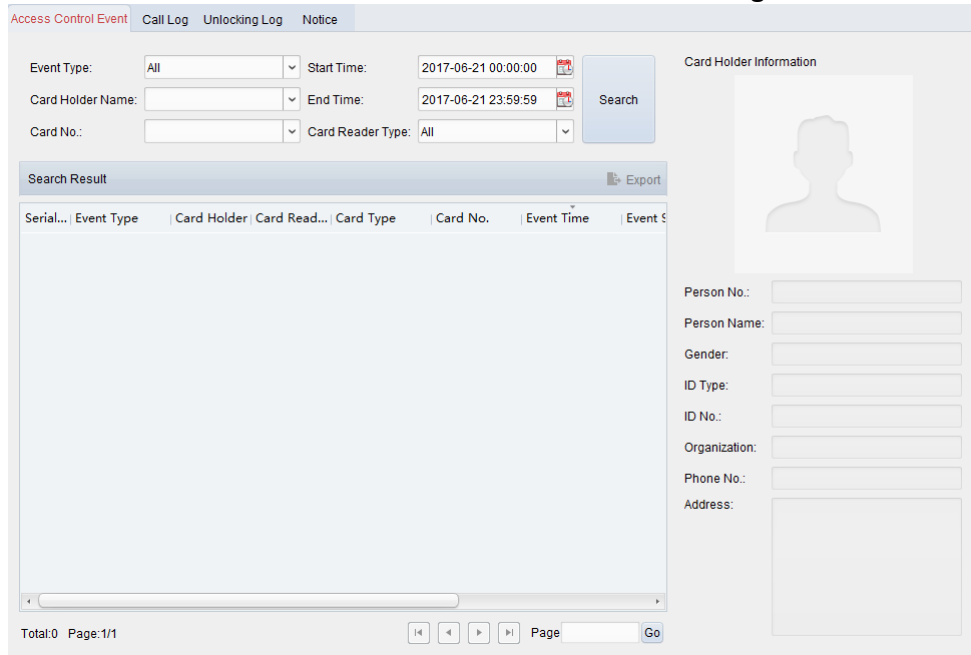 Access Control Event Call Log Unlocking Log Notice
Event Type: All Start Time: 2017-06-21 00:00:00
Card Holder Name: End Time: 2017-06-21 23:59:59 Search
Card No.: Card Reader Type: All
Search Result Export
Serial... Event Type Card Holder Card Read... Card Type Card No. Event Time Event S
Total:0 Page:1/1 Page Go
Card Holder Information
Person No.:
Person Name:
Gender:
ID Type:
ID No.:
Organization:
Phone No.:
Address: